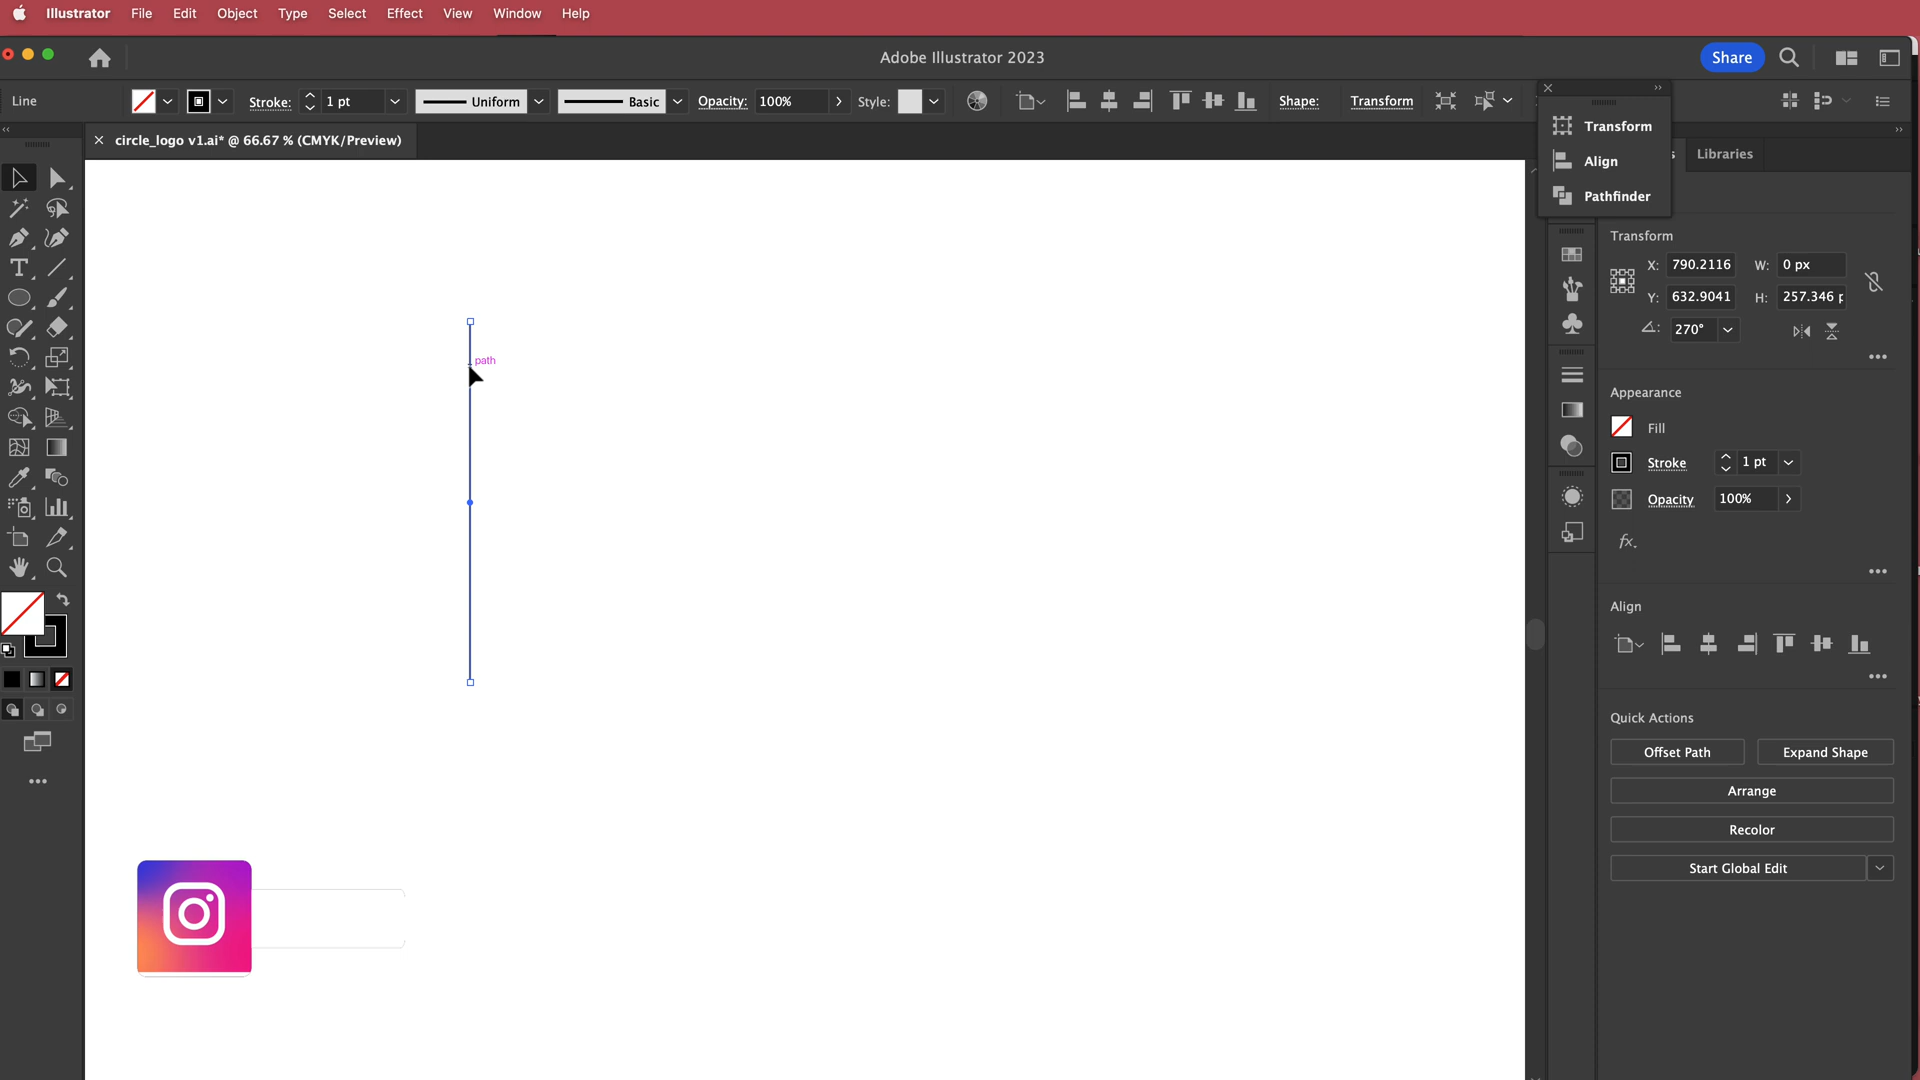 Illustrator File Edit Object Type Select Effect View Window Help
Adobe Illustrator 2023
Share
Line
Stroke: 1 pt Uniform Basic Opacity: 100% Style: Shape: Transform
circle_logo v1.ai* @ 66.67 % (CMYK/Preview)
Transform
Align
Pathfinder
Libraries
Transform
X: 790.2116 W: 0 px
Y: 632.9041 H: 257.346 p
270°
path
Appearance
Fill
Stroke 1 pt
Opacity 100%
fx.
Align
Quick Actions
Offset Path Expand Shape
Arrange
Recolor
Start Global Edit